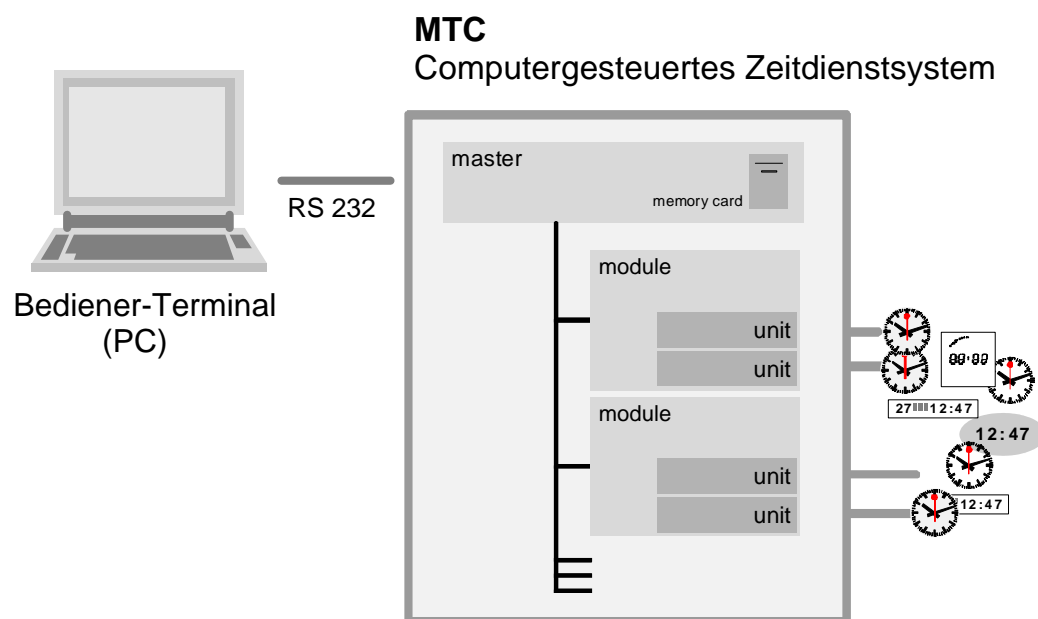 MTC
Computergesteuertes Zeitdienstsystem
master
memory card
RS 232
Bediener-Terminal
(PC)
module
unit
unit
module
unit
unit
27 12:47
12:47
12:47